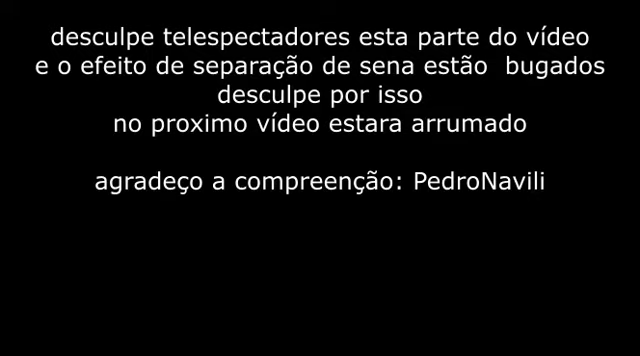 desculpe telespectadores esta parte do vídeo
e o efeito de separação de sena estão  bugados
desculpe por isso
no proximo vídeo estara arrumado
agradeço a compreenção: PedroNavili